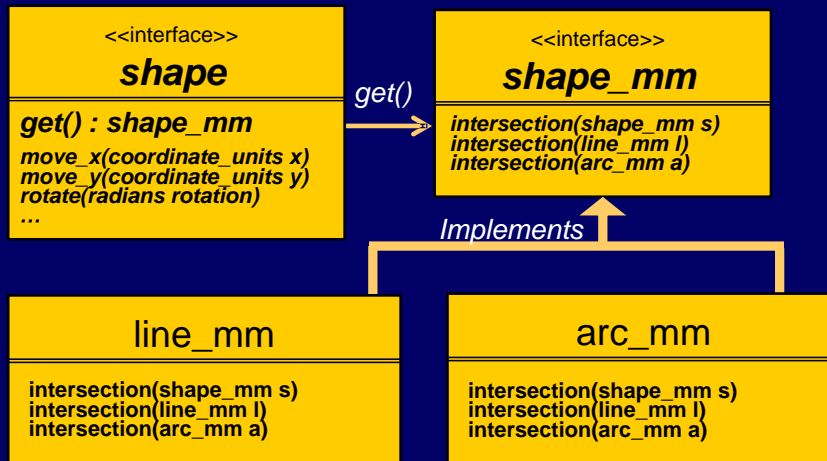 <<interface>>
shape
get() : shape_mm
move_x(coordinate_units x)
move_y(coordinate_units y)
rotate(radians rotation)
…
get()
<<interface>>
shape_mm
intersection(shape_mm s)
intersection(line_mm l)
intersection(arc_mm a)
Implements
line_mm
intersection(shape_mm s)
intersection(line_mm l)
intersection(arc_mm a)
arc_mm
intersection(shape_mm s)
intersection(line_mm l)
intersection(arc_mm a)